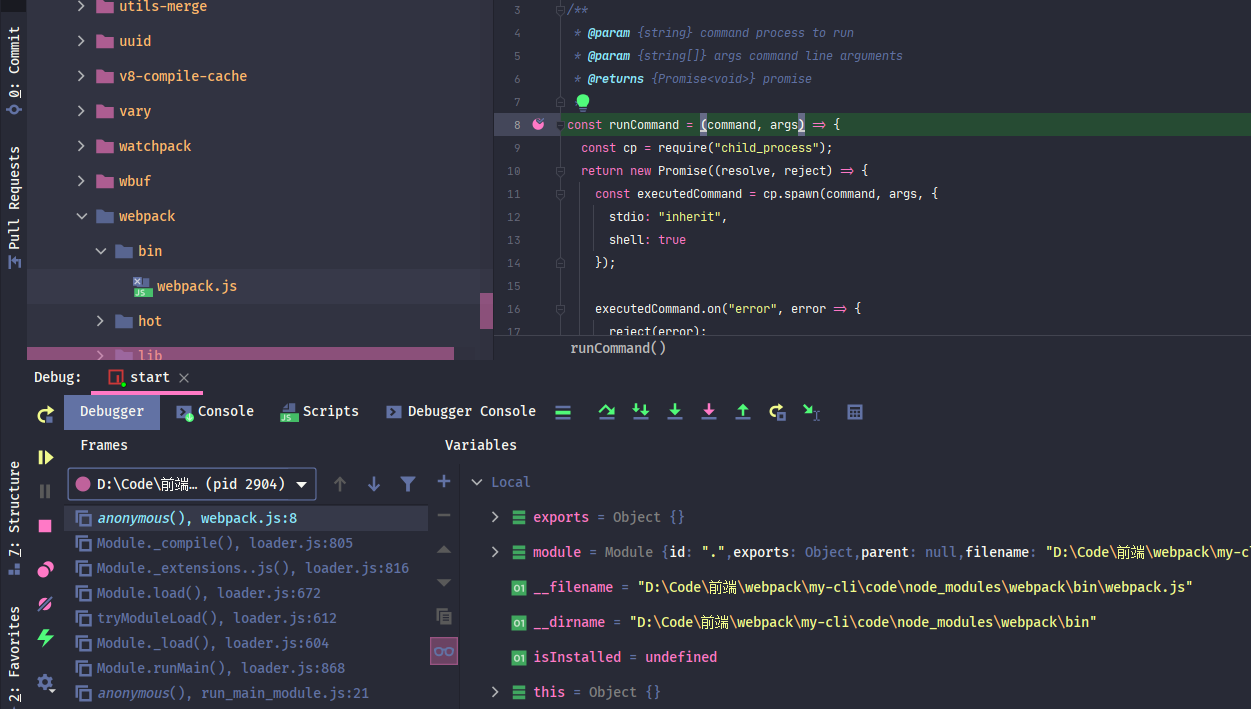 0: Commit
Pull Requests
7: Structure
2: Favorites
utils-merge
uuid
v8-compile-cache
vary
watchpack
wbuf
webpack
bin
webpack.js
hot
lib
3 /**
4 * @param {string} command process to run
5 * @param {string[]} args command line arguments
6 * @returns {Promise<void>} promise
7
8 const runCommand = (command, args) => {
9 const cp = require("child_process");
10 return new Promise((resolve, reject) => {
11 const executedCommand = cp.spawn(command, args, {
12 stdio: "inherit",
13 shell: true
14 });
15
16 executedCommand.on("error", error => {
17 reject(error);
runCommand()
Debug: start
Debugger Console Scripts Debugger Console
Frames
D:\Code\前端… (pid 2904)
anonymous(), webpack.js:8
Module._compile(), loader.js:805
Module._extensions..js(), loader.js:816
Module.load(), loader.js:672
tryModuleLoad(), loader.js:612
Module._load(), loader.js:604
Module.runMain(), loader.js:868
anonymous(), run_main_module.js:21
Variables
Local
exports = Object {}
module = Module {id: ".",exports: Object,parent: null,filename: "D:\Code\前端\webpack\my-cl
__filename = "D:\Code\前端\webpack\my-cli\code\node_modules\webpack\bin\webpack.js"
__dirname = "D:\Code\前端\webpack\my-cli\code\node_modules\webpack\bin"
isInstalled = undefined
this = Object {}